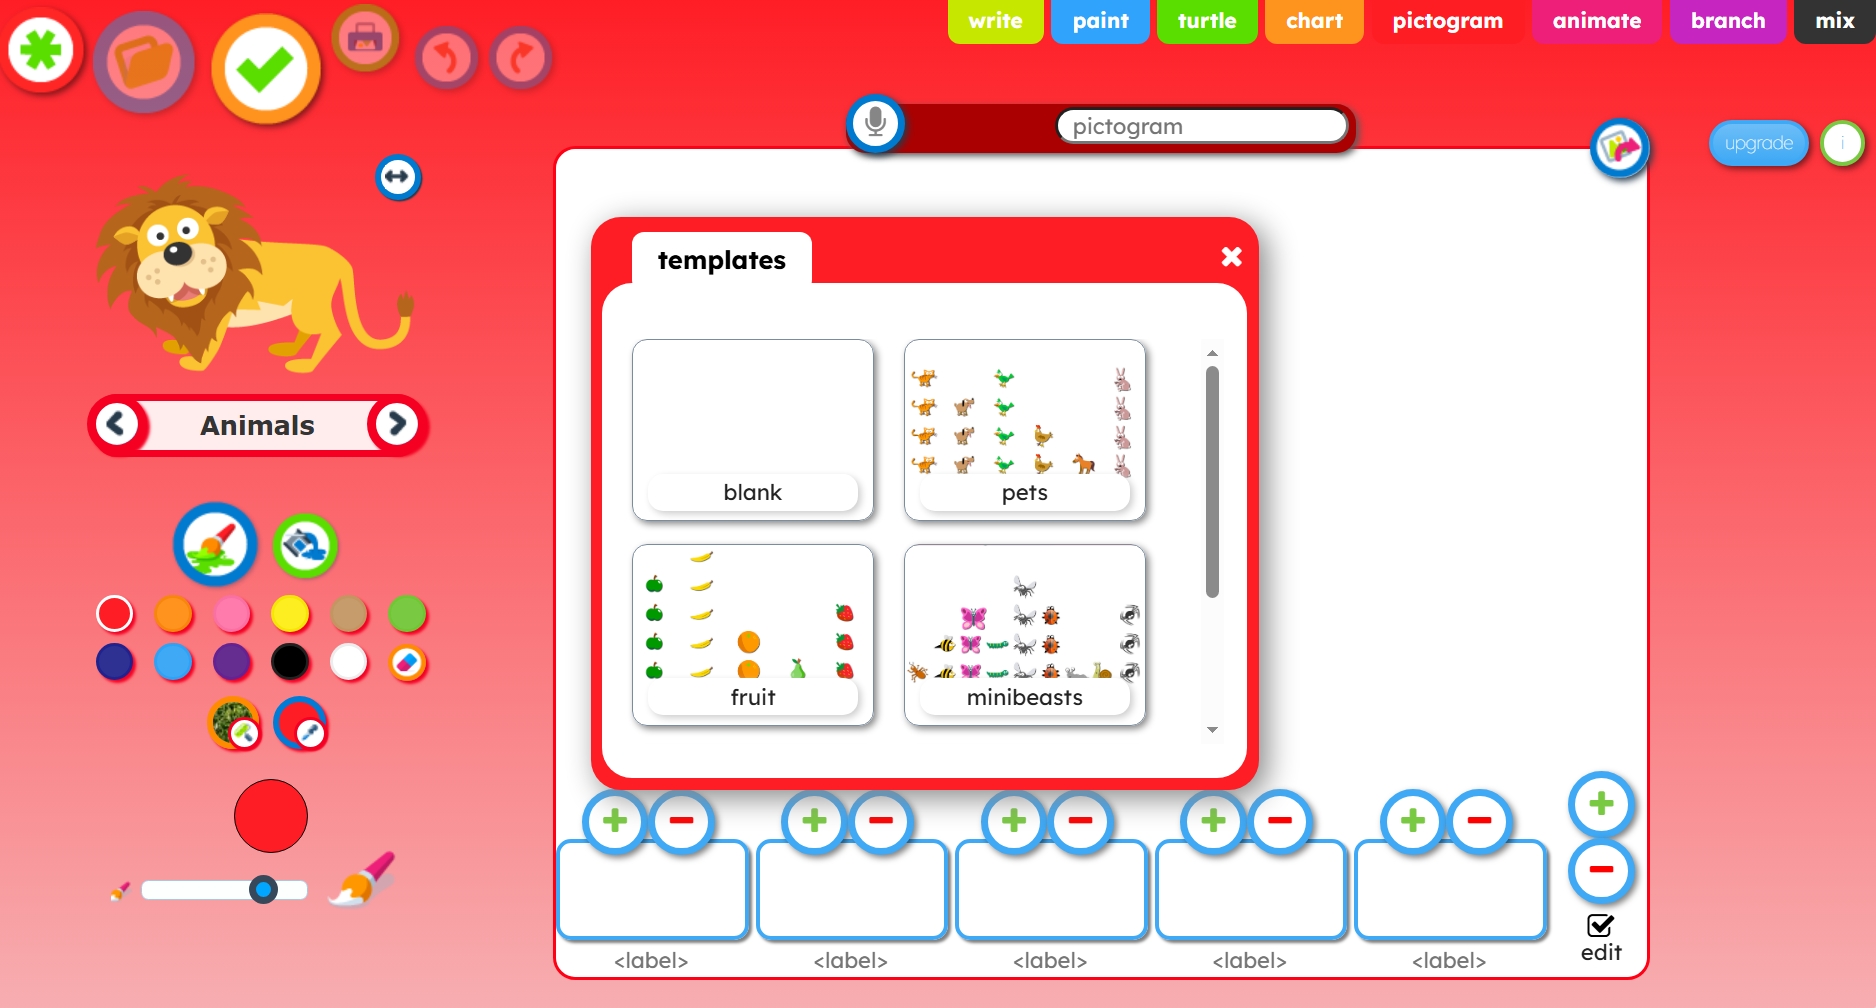 write paint turtle chart pictogram animate branch mix
pictogram
upgrade i
templates
Animals
blank pets
fruit minibeasts
<label> <label> <label> <label> <label>
edit